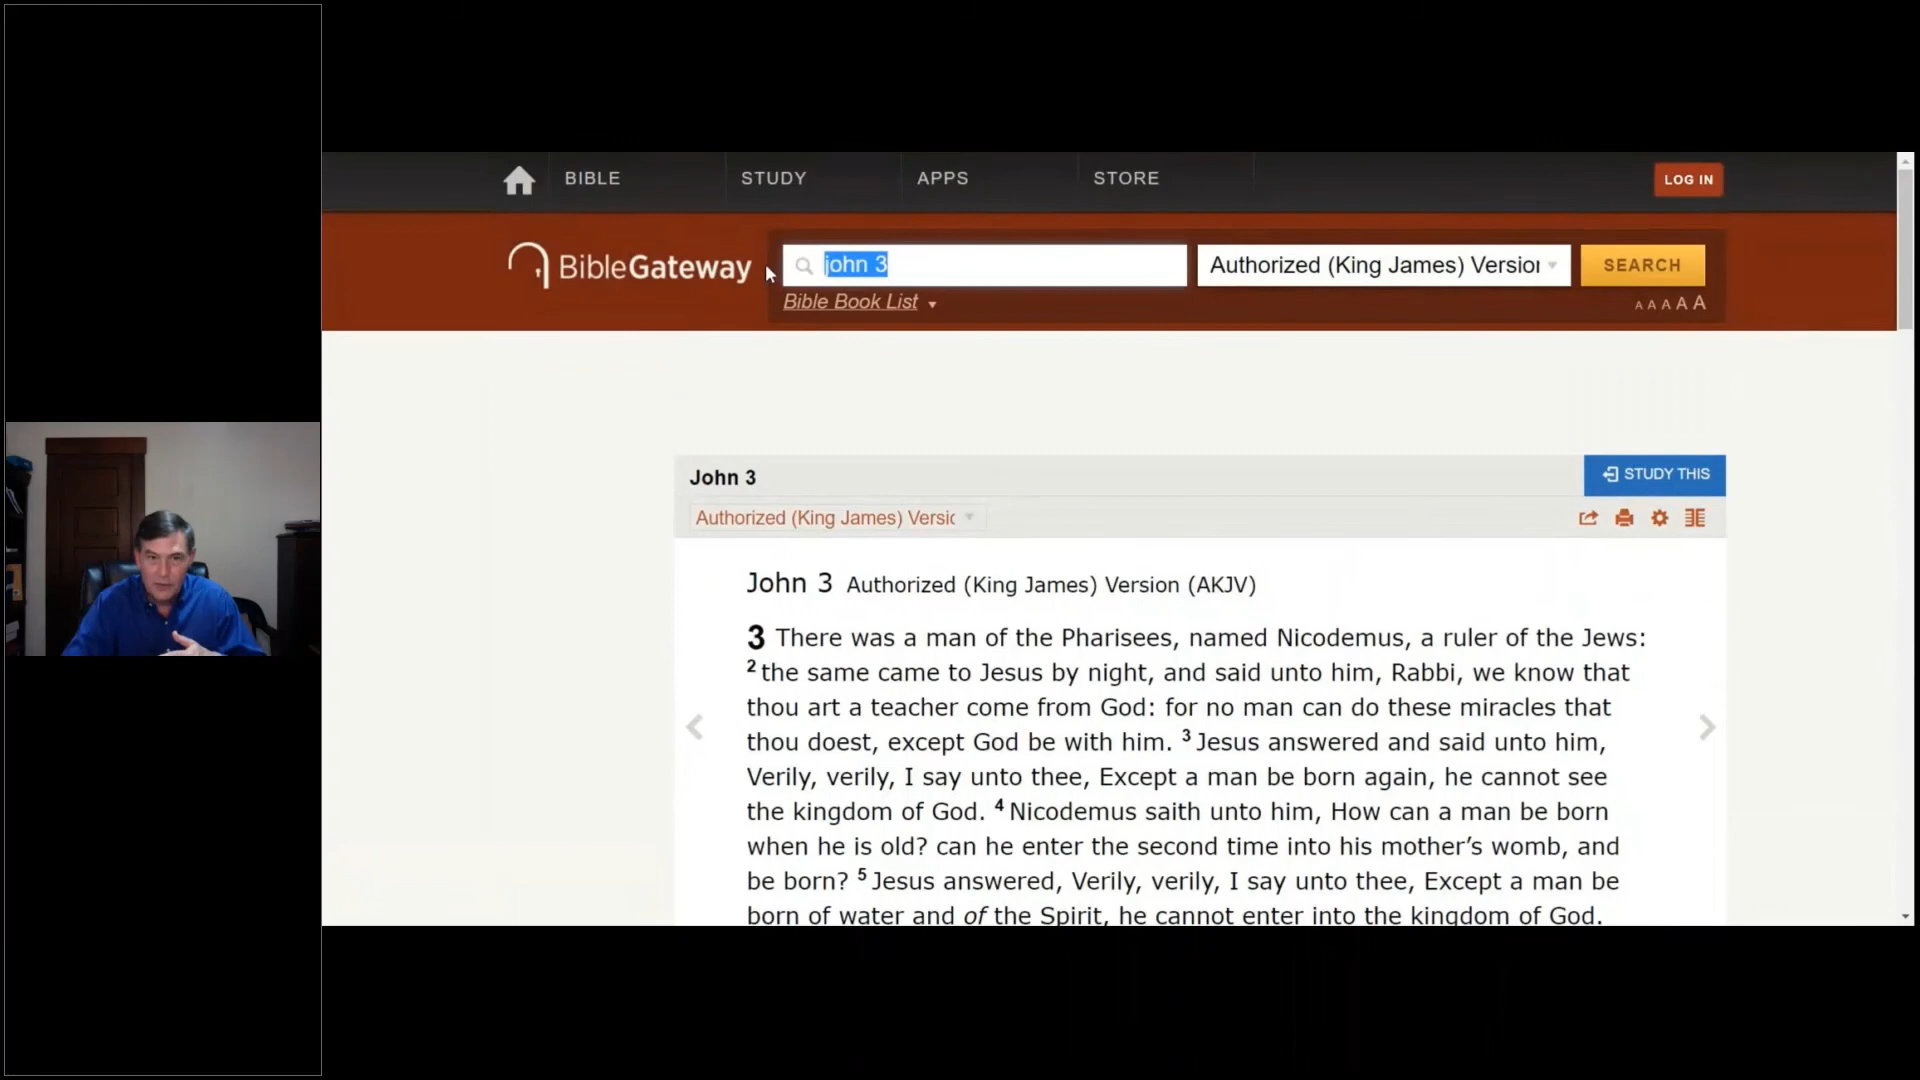 BIBLE STUDY APPS STORE LOG IN
BibleGateway john 3 Authorized (King James) Version SEARCH
Bible Book List A A A A A
John 3 STUDY THIS
Authorized (King James) Versic
John 3 Authorized (King James) Version (AKJV)
3 There was a man of the Pharisees, named Nicodemus, a ruler of the Jews:
2 the same came to Jesus by night, and said unto him, Rabbi, we know that
thou art a teacher come from God: for no man can do these miracles that
thou doest, except God be with him. 3 Jesus answered and said unto him,
Verily, verily, I say unto thee, Except a man be born again, he cannot see
the kingdom of God. 4 Nicodemus saith unto him, How can a man be born
when he is old? can he enter the second time into his mother’s womb, and
be born? 5 Jesus answered, Verily, verily, I say unto thee, Except a man be
born of water and of the Spirit, he cannot enter into the kingdom of God.